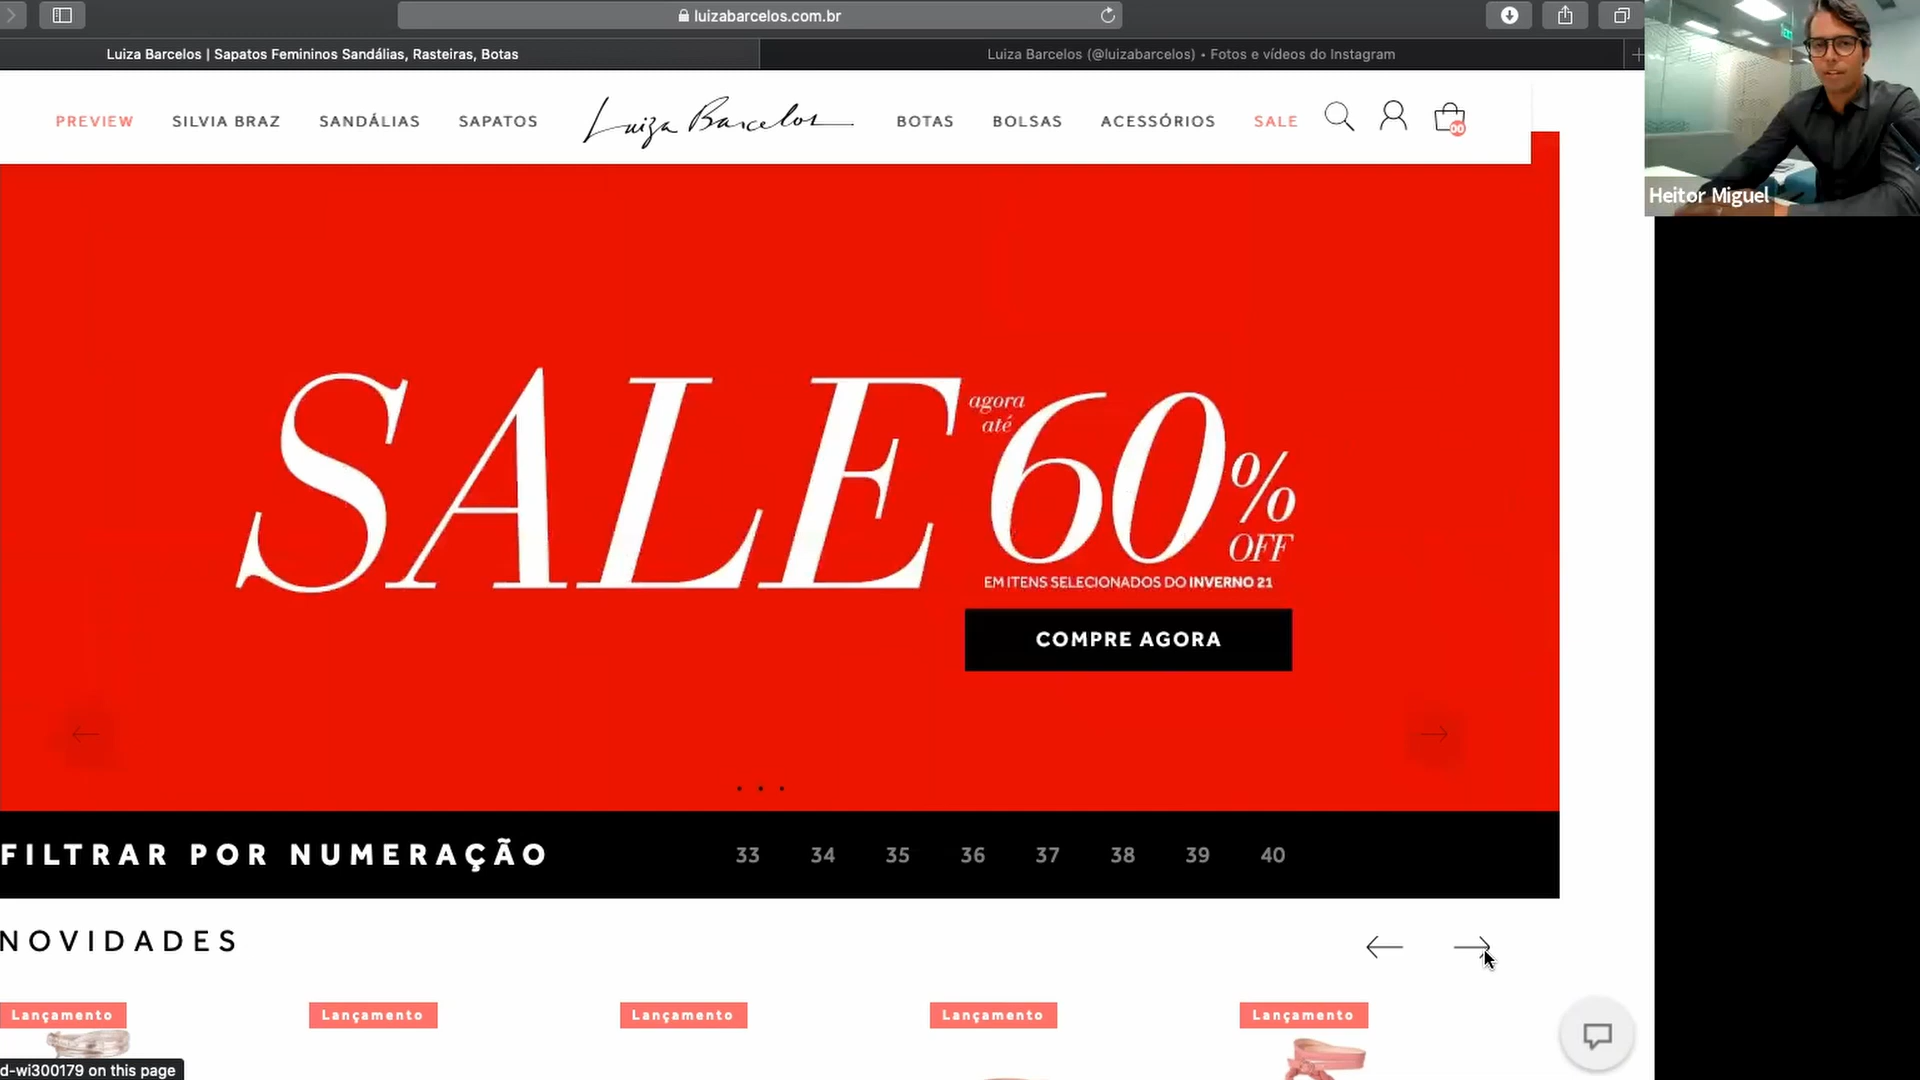 luizabarcelos.com.br
Luiza Barcelos | Sapatos Femininos Sandálias, Rasteiras, Botas
Luiza Barcelos (@luizabarcelos) • Fotos e vídeos do Instagram
PREVIEW SILVIA BRAZ SANDÁLIAS SAPATOS Luiza Barcelos BOTAS BOLSAS ACESSÓRIOS SALE 00
Heitor Miguel
SALE agora até 60% OFF
EM ITENS SELECIONADOS DO INVERNO 21
COMPRE AGORA
FILTRAR POR NUMERAÇÃO 33 34 35 36 37 38 39 40
NOVIDADES
Lançamento Lançamento Lançamento Lançamento Lançamento
d-wi300179 on this page